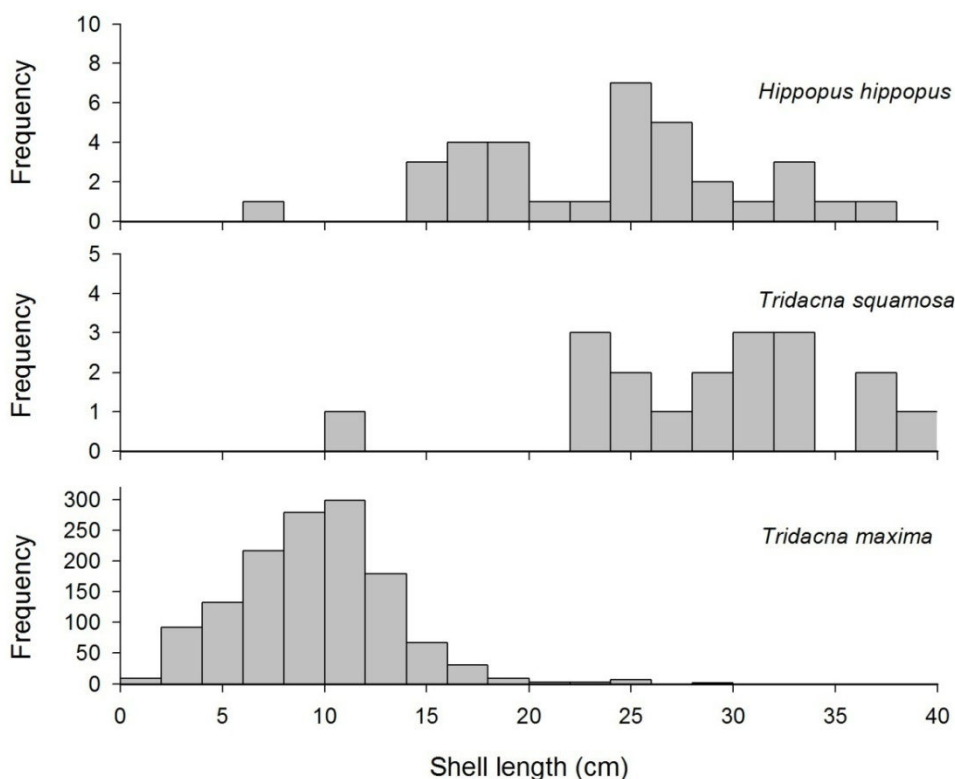 10
8
6
4
2
0
Frequency
Hippopus hippopus
5
4
3
2
1
0
Frequency
Tridacna squamosa
300
250
200
150
100
50
0
Frequency
Tridacna maxima
0 5 10 15 20 25 30 35 40
Shell length (cm)